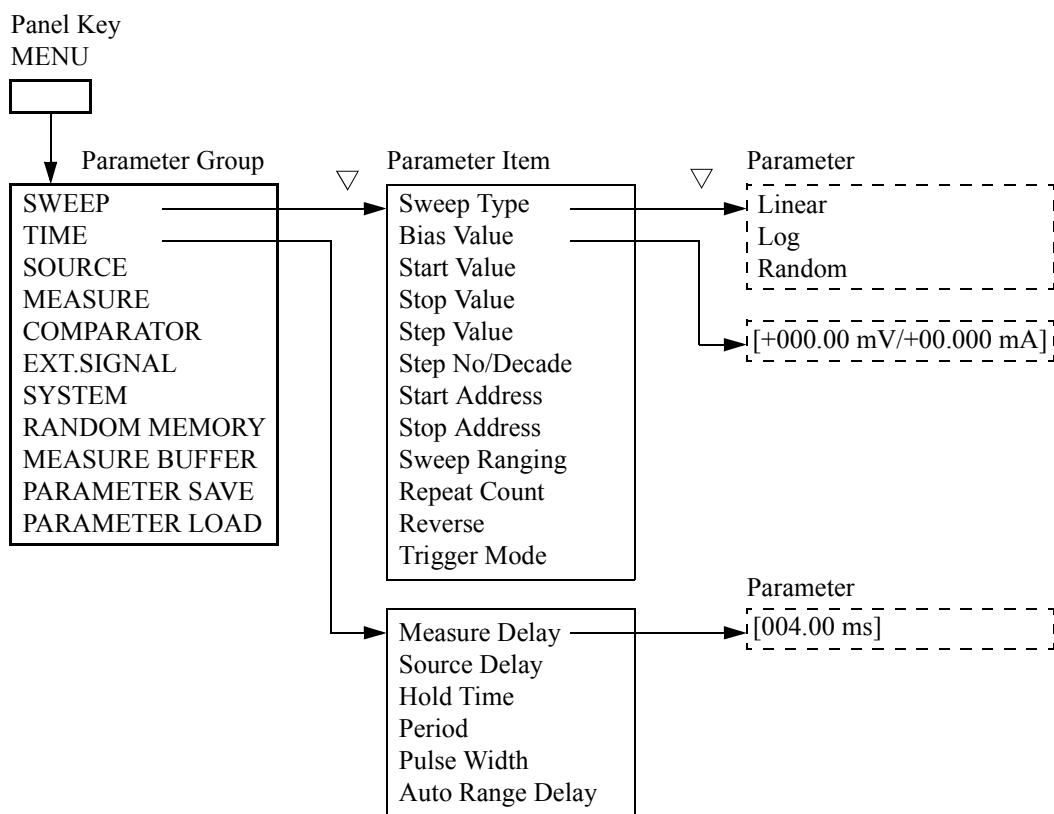 Panel Key
MENU
Parameter Group
SWEEP
TIME
SOURCE
MEASURE
COMPARATOR
EXT.SIGNAL
SYSTEM
RANDOM MEMORY
MEASURE BUFFER
PARAMETER SAVE
PARAMETER LOAD
Parameter Item
Sweep Type
Bias Value
Start Value
Stop Value
Step Value
Step No/Decade
Start Address
Stop Address
Sweep Ranging
Repeat Count
Reverse
Trigger Mode
Parameter
Linear
Log
Random
[+000.00 mV/+00.000 mA]
Measure Delay
Source Delay
Hold Time
Period
Pulse Width
Auto Range Delay
Parameter
[004.00 ms]